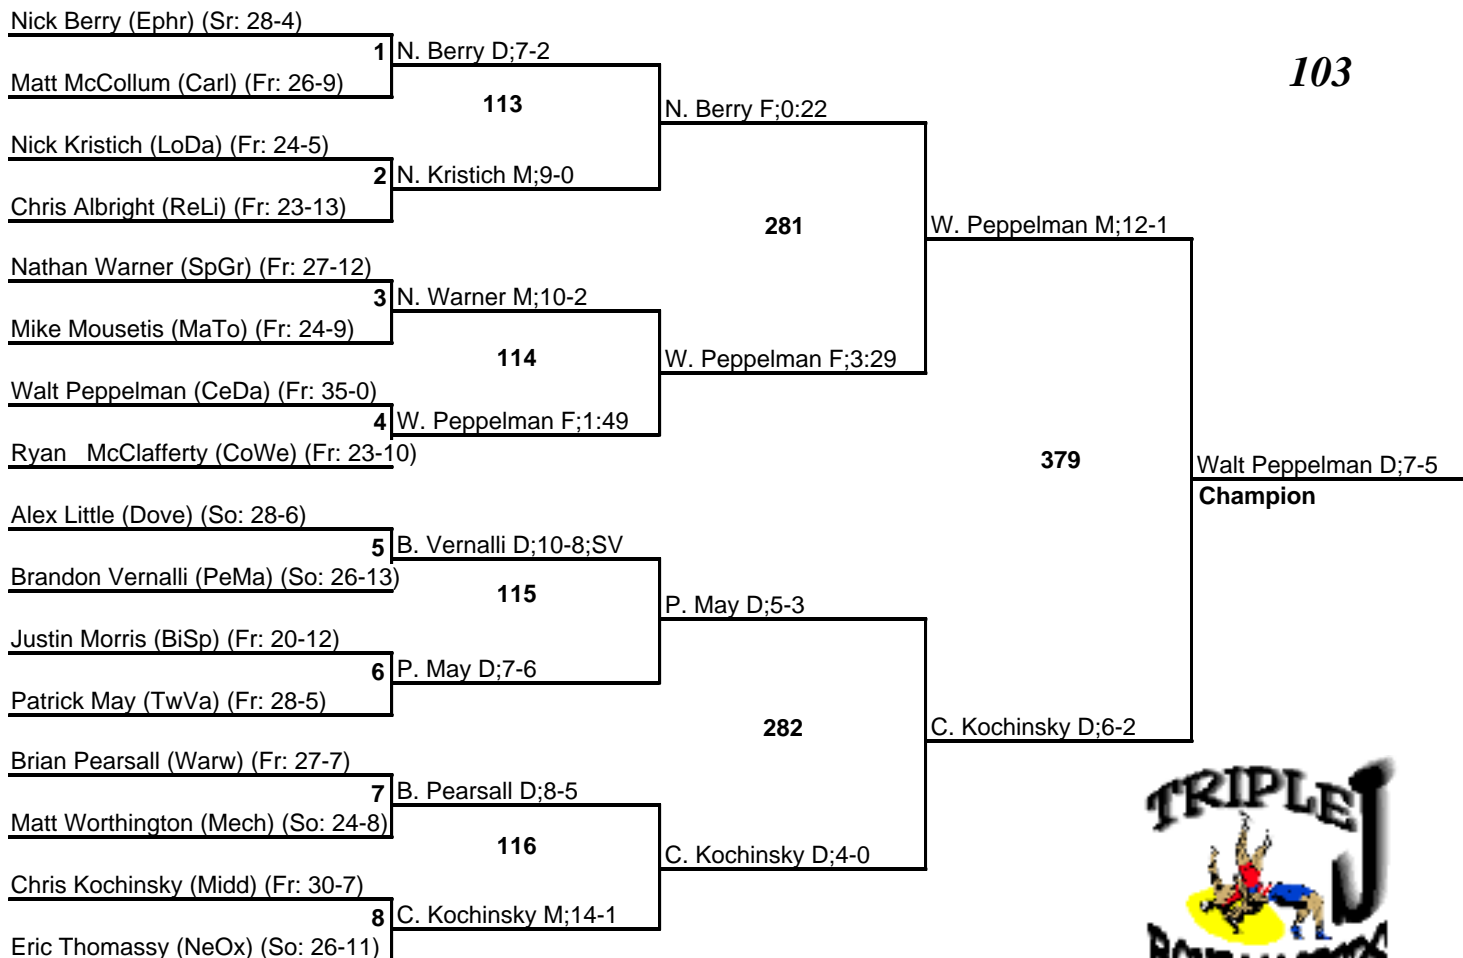 Nick Berry (Ephr) (Sr: 28-4)
1 N. Berry D;7-2
103
Matt McCollum (Carl) (Fr: 26-9)
113
N. Berry F;0:22
Nick Kristich (LoDa) (Fr: 24-5)
2 N. Kristich M;9-0
Chris Albright (ReLi) (Fr: 23-13)
281
W. Peppelman M;12-1
Nathan Warner (SpGr) (Fr: 27-12)
3 N. Warner M;10-2
Mike Mousetis (MaTo) (Fr: 24-9)
114
W. Peppelman F;3:29
Walt Peppelman (CeDa) (Fr: 35-0)
4 W. Peppelman F;1:49
Ryan   McClafferty (CoWe) (Fr: 23-10)
379
Walt Peppelman D;7-5
Champion
Alex Little (Dove) (So: 28-6)
5 B. Vernalli D;10-8;SV
Brandon Vernalli (PeMa) (So: 26-13)
115
P. May D;5-3
Justin Morris (BiSp) (Fr: 20-12)
6 P. May D;7-6
Patrick May (TwVa) (Fr: 28-5)
282
C. Kochinsky D;6-2
Brian Pearsall (Warw) (Fr: 27-7)
7 B. Pearsall D;8-5
Matt Worthington (Mech) (So: 24-8)
116
C. Kochinsky D;4-0
Chris Kochinsky (Midd) (Fr: 30-7)
8 C. Kochinsky M;14-1
Eric Thomassy (NeOx) (So: 26-11)
TRIPLE J